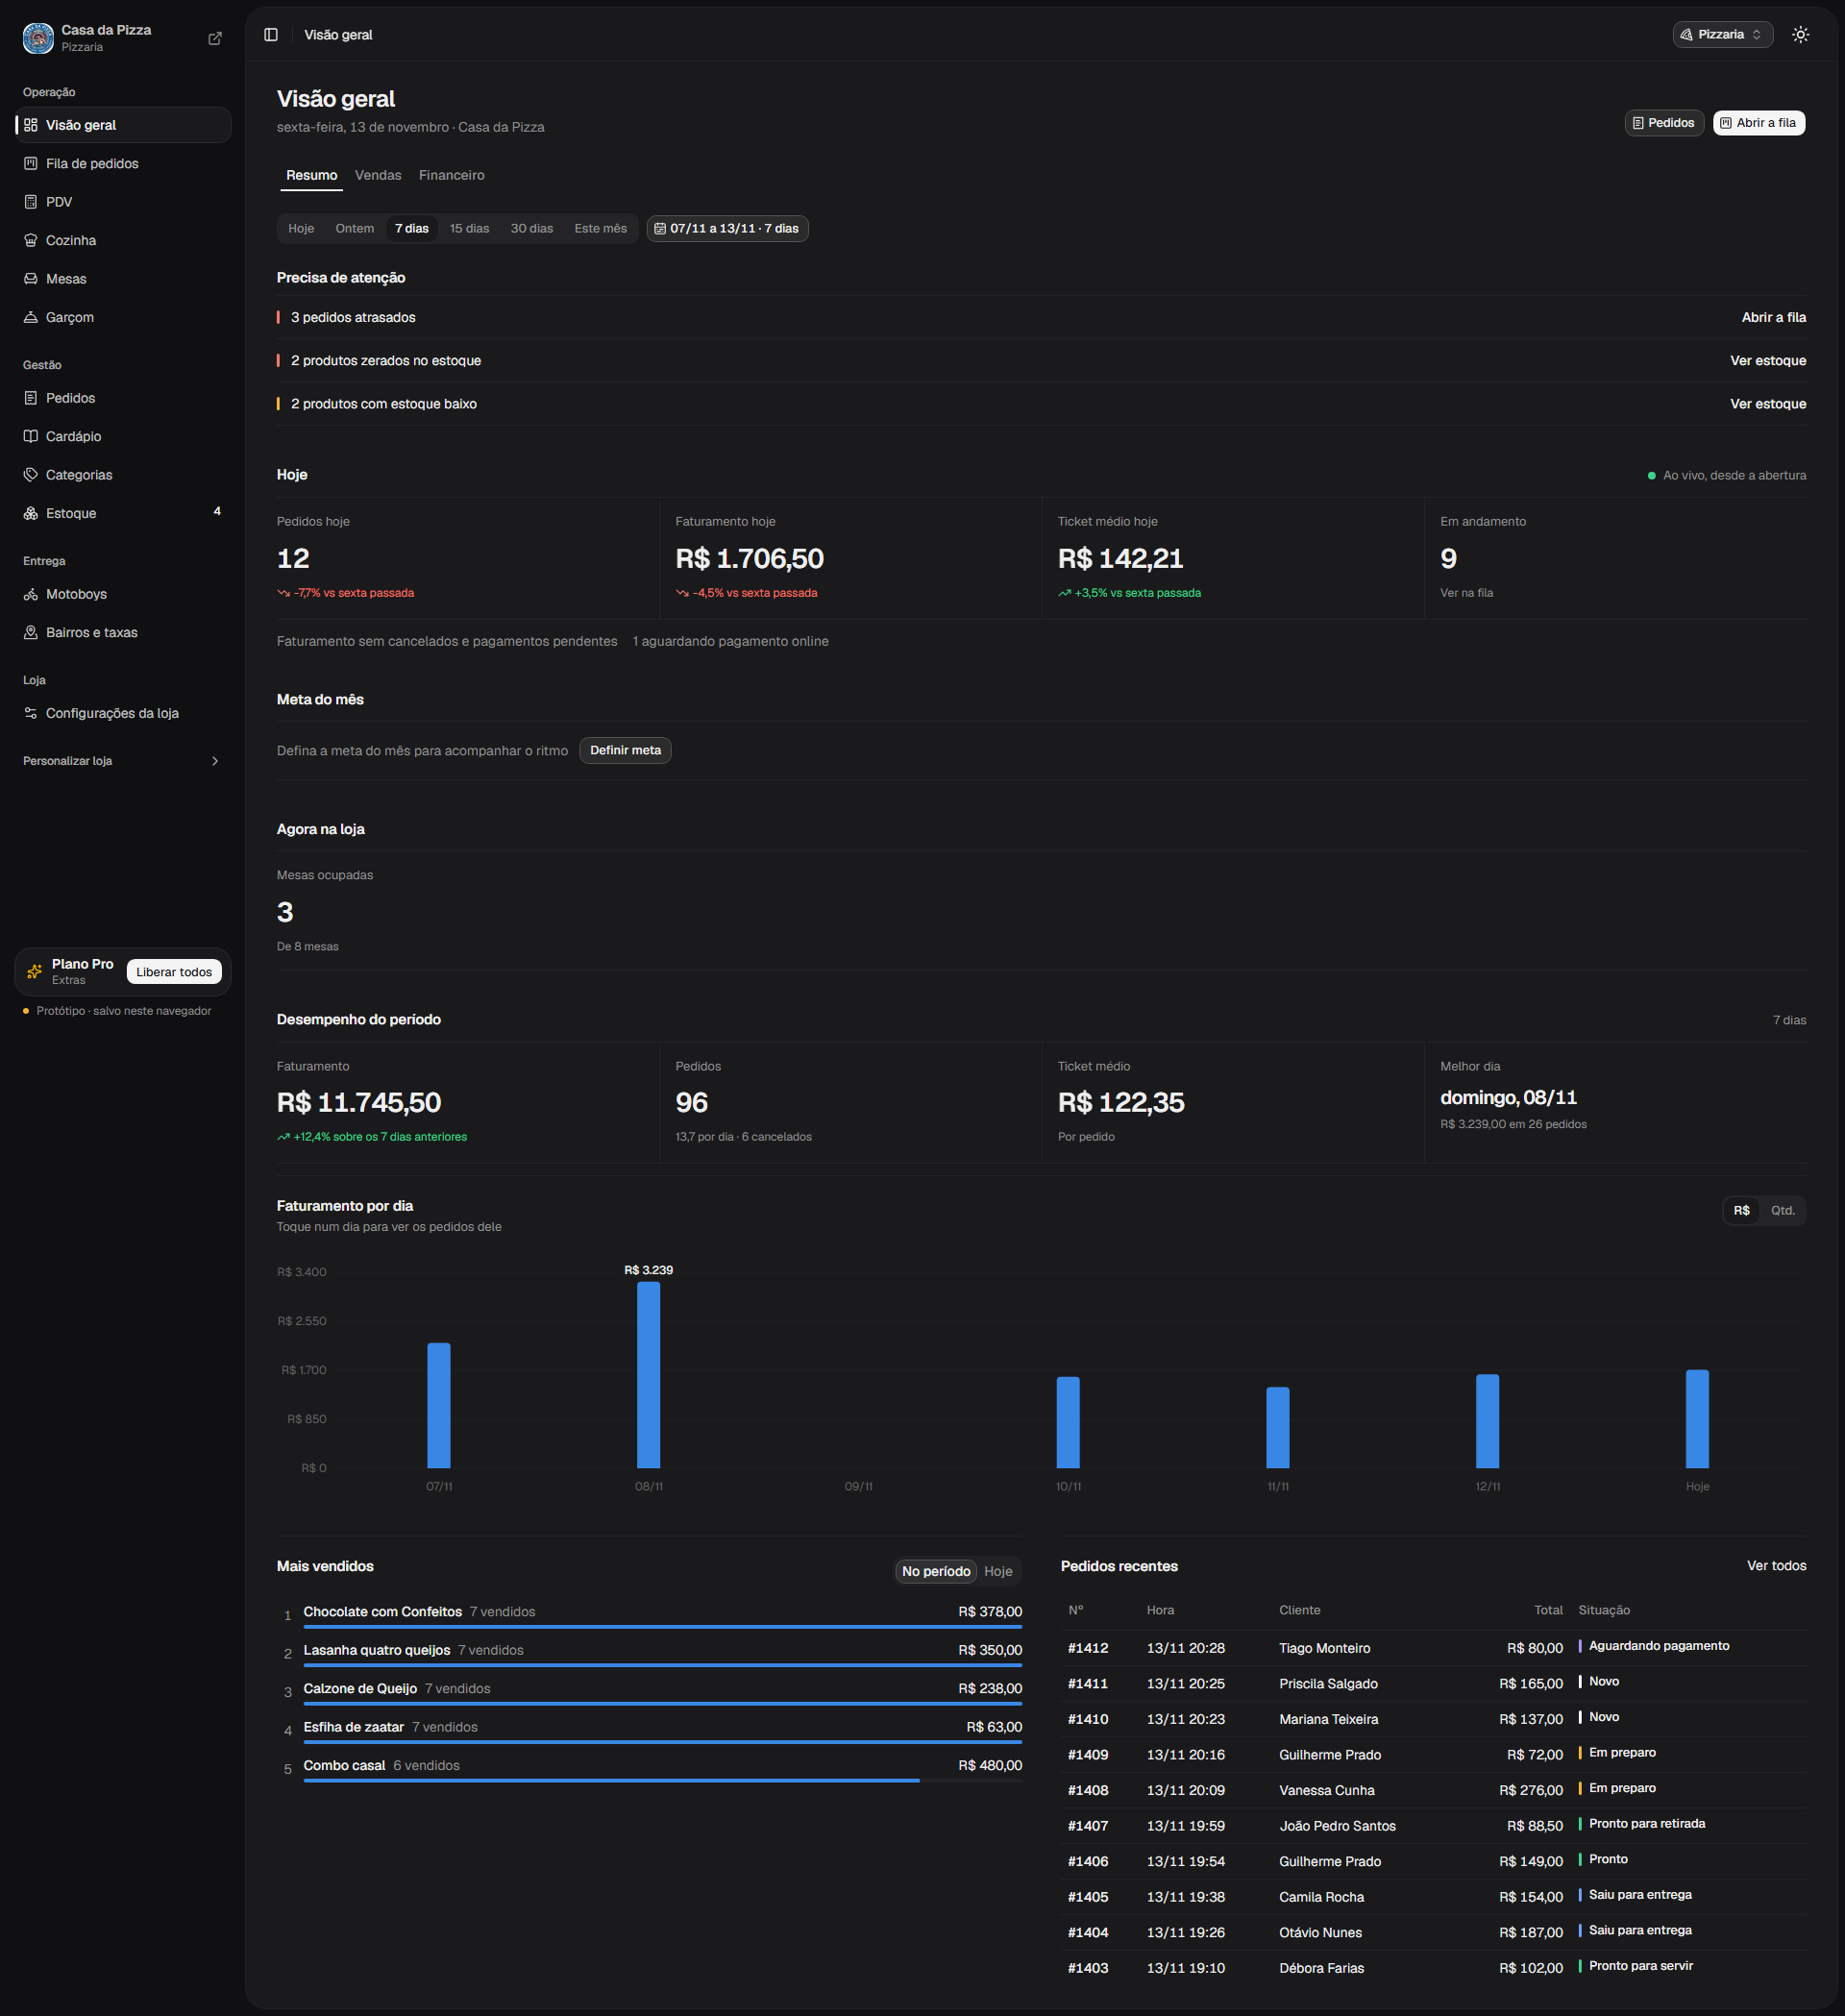 Casa da Pizza
Pizzaria
Operação
Visão geral
Fila de pedidos
PDV
Cozinha
Mesas
Garçom
Gestão
Pedidos
Cardápio
Categorias
Estoque 4
Entrega
Motoboys
Bairros e taxas
Loja
Configurações da loja
Personalizar loja
Plano Pro
Extras
Liberar todos
Protótipo · salvo neste navegador
Visão geral
Pizzaria
Visão geral
sexta-feira, 13 de novembro · Casa da Pizza
Pedidos
Abrir a fila
Resumo Vendas Financeiro
Hoje Ontem 7 dias 15 dias 30 dias Este mês 07/11 a 13/11 · 7 dias
Precisa de atenção
3 pedidos atrasados Abrir a fila
2 produtos zerados no estoque Ver estoque
2 produtos com estoque baixo Ver estoque
Hoje Ao vivo, desde a abertura
Pedidos hoje Faturamento hoje Ticket médio hoje Em andamento
12 R$ 1.706,50 R$ 142,21 9
-7,7% vs sexta passada -4,5% vs sexta passada +3,5% vs sexta passada Ver na fila
Faturamento sem cancelados e pagamentos pendentes 1 aguardando pagamento online
Meta do mês
Defina a meta do mês para acompanhar o ritmo Definir meta
Agora na loja
Mesas ocupadas
3
De 8 mesas
Desempenho do período 7 dias
Faturamento Pedidos Ticket médio Melhor dia
R$ 11.745,50 96 R$ 122,35 domingo, 08/11
+12,4% sobre os 7 dias anteriores 13,7 por dia · 6 cancelados Por pedido R$ 3.239,00 em 26 pedidos
Faturamento por dia R$ Qtd.
Toque num dia para ver os pedidos dele
R$ 3.239
R$ 3.400
R$ 2.550
R$ 1.700
R$ 850
R$ 0
07/11 08/11 09/11 10/11 11/11 12/11 Hoje
Mais vendidos No período Hoje
1 Chocolate com Confeitos 7 vendidos R$ 378,00
2 Lasanha quatro queijos 7 vendidos R$ 350,00
3 Calzone de Queijo 7 vendidos R$ 238,00
4 Esfiha de zaatar 7 vendidos R$ 63,00
5 Combo casal 6 vendidos R$ 480,00
Pedidos recentes Ver todos
Nº Hora Cliente Total Situação
#1412 13/11 20:28 Tiago Monteiro R$ 80,00 Aguardando pagamento
#1411 13/11 20:25 Priscila Salgado R$ 165,00 Novo
#1410 13/11 20:23 Mariana Teixeira R$ 137,00 Novo
#1409 13/11 20:16 Guilherme Prado R$ 72,00 Em preparo
#1408 13/11 20:09 Vanessa Cunha R$ 276,00 Em preparo
#1407 13/11 19:59 João Pedro Santos R$ 88,50 Pronto para retirada
#1406 13/11 19:54 Guilherme Prado R$ 149,00 Pronto
#1405 13/11 19:38 Camila Rocha R$ 154,00 Saiu para entrega
#1404 13/11 19:26 Otávio Nunes R$ 187,00 Saiu para entrega
#1403 13/11 19:10 Débora Farias R$ 102,00 Pronto para servir